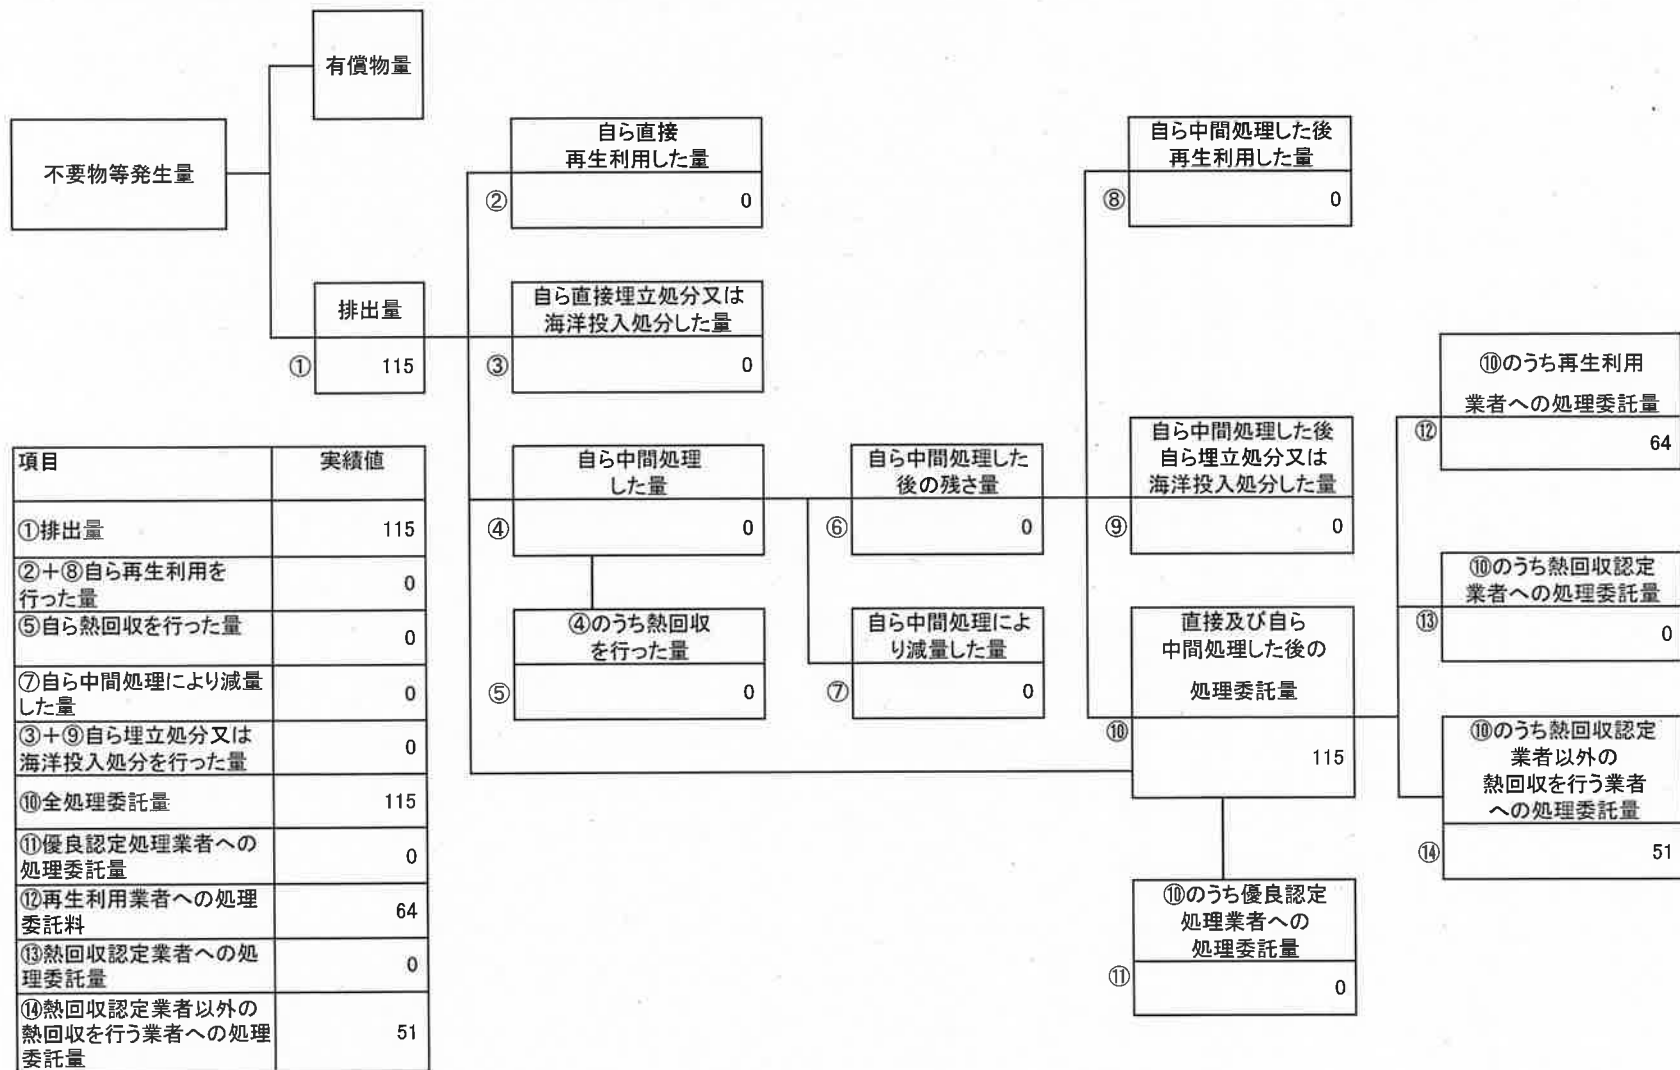 有償物量
不要物等発生量
自ら直接
再生利用した量
②
0
自ら中間処理した後
再生利用した量
⑧
0
排出量
①
115
自ら直接埋立処分又は
海洋投入処分した量
③
0
⑩のうち再生利用
業者への処理委託量
⑫
64
自ら中間処理
した量
④
0
自ら中間処理した
後の残さ量
⑥
0
自ら中間処理した後
自ら埋立処分又は
海洋投入処分した量
⑨
0
⑩のうち熱回収認定
業者への処理委託量
⑬
0
④のうち熱回収
を行った量
⑤
0
自ら中間処理によ
り減量した量
⑦
0
直接及び自ら
中間処理した後の
処理委託量
⑩
115
⑩のうち熱回収認定
業者以外の
熱回収を行う業者
への処理委託量
⑭
51
⑩のうち優良認定
処理業者への
処理委託量
⑪
0
項目 実績値
①排出量 115
②＋⑧自ら再生利用を
行った量 0
⑤自ら熱回収を行った量 0
⑦自ら中間処理により減量
した量 0
③＋⑨自ら埋立処分又は
海洋投入処分を行った量 0
⑩全処理委託量 115
⑪優良認定処理業者への
処理委託量 0
⑫再生利用業者への処理
委託料 64
⑬熱回収認定業者への処
理委託量 0
⑭熱回収認定業者以外の
熱回収を行う業者への処理
委託量 51